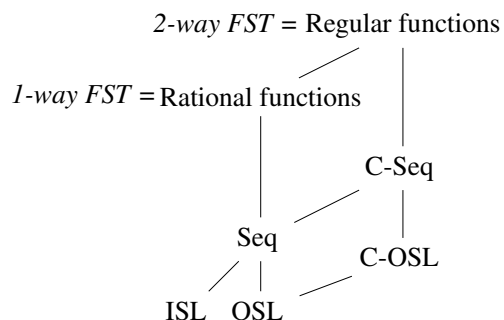 2-way FST = Regular functions
1-way FST = Rational functions
C-Seq
Seq
C-OSL
ISL OSL